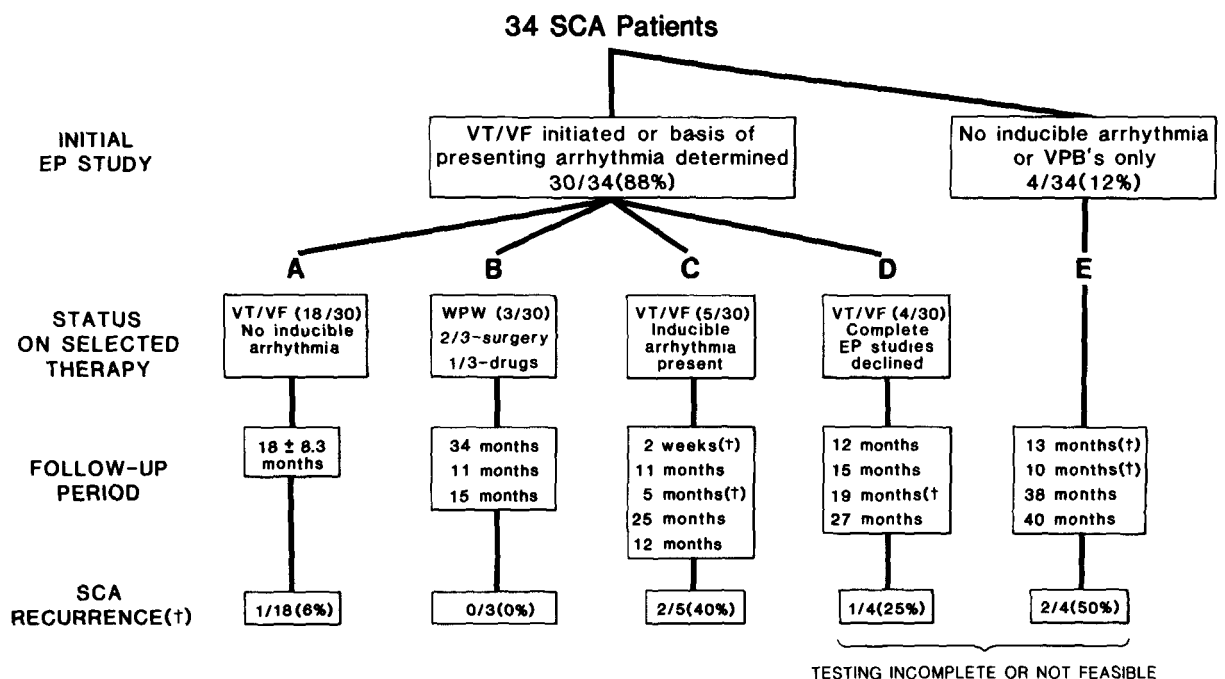 34 SCA Patients
INITIAL
EP STUDY
VT/VF initiated or basis of
presenting arrhythmia determined
30/34(88%)
No inducible arrhythmia
or VPB's only
4/34(12%)
A
B
C
D
E
STATUS
ON SELECTED
THERAPY
VT/VF (18/30)
No inducible
arrhythmia
WPW (3/30)
2/3-surgery
1/3-drugs
VT/VF (5/30)
Inducible
arrhythmia
present
VT/VF (4/30)
Complete
EP studies
declined
FOLLOW-UP
PERIOD
18 ± 8.3
months
34 months
11 months
15 months
2 weeks(†)
11 months
5 months(†)
25 months
12 months
12 months
15 months
19 months(†
27 months
13 months(†)
10 months(†)
38 months
40 months
SCA
RECURRENCE(†)
1/18(6%)
0/3(0%)
2/5(40%)
1/4(25%)
2/4(50%)
TESTING INCOMPLETE OR NOT FEASIBLE